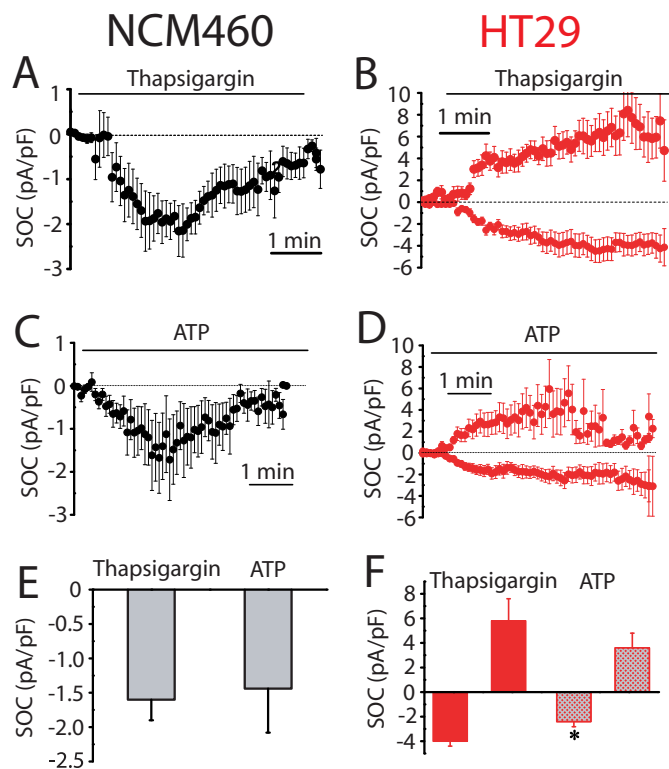 NCM460 HT29
A B
Thapsigargin Thapsigargin
SOC (pA/pF)
1
0
-1
-2
-3
1 min
SOC (pA/pF)
10
8
6
4
2
0
-2
-4
-6
1 min
C D
ATP ATP
SOC (pA/pF)
1
0
-1
-2
-3
1 min
SOC (pA/pF)
10
8
6
4
2
0
-2
-4
-6
1 min
E F
Thapsigargin ATP
SOC (pA/pF)
0
-0.5
-1.0
-1.5
-2.0
-2.5
Thapsigargin ATP
SOC (pA/pF)
8
6
4
2
0
-2
-4
*